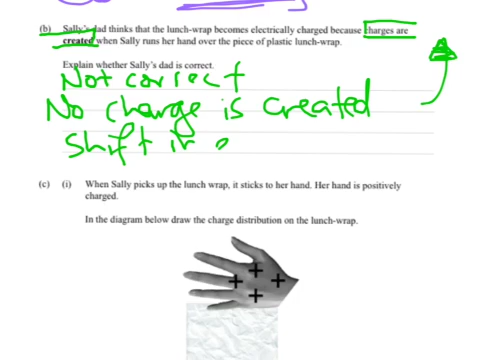 (b) Sally's dad thinks that the lunch-wrap becomes electrically charged because charges are
created when Sally runs her hand over the piece of plastic lunch-wrap.
Explain whether Sally's dad is correct.
Not correct
No charge is created
Shift in
(c) (i) When Sally picks up the lunch wrap, it sticks to her hand. Her hand is positively
charged.
In the diagram below draw the charge distribution on the lunch-wrap.
+
+ +
+